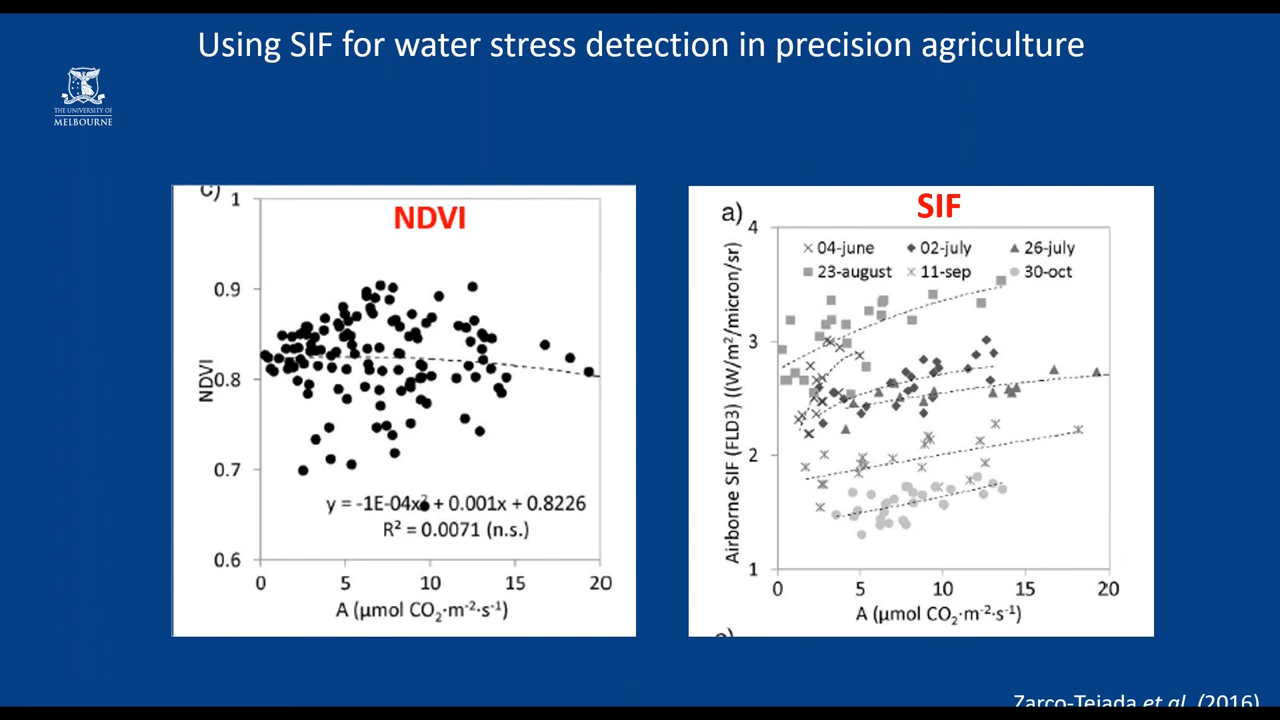 Using SIF for water stress detection in precision agriculture
THE UNIVERSITY OF
MELBOURNE
c)
NDVI
1
0.9
0.8
0.7
0.6
NDVI
y = -1E-04x² + 0.001x + 0.8226
R² = 0.0071 (n.s.)
0 5 10 15 20
A (µmol CO₂·m⁻²·s⁻¹)
a)
SIF
4
3
2
1
Airborne SIF (FLD3) ((W/m²/micron/sr)
04-june 02-july 26-july
23-august 11-sep 30-oct
0 5 10 15 20
A (µmol CO₂·m⁻²·s⁻¹)
Zarco-Tejada et al. (2016)